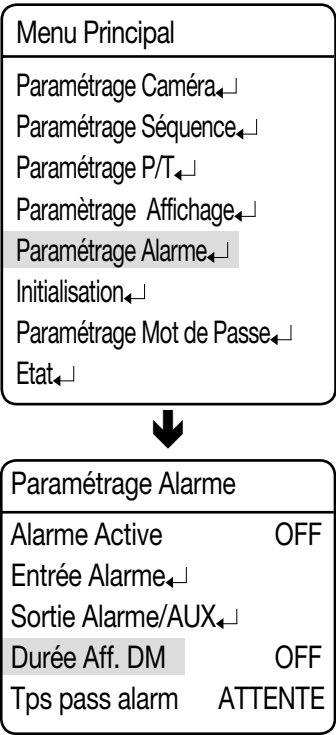 Menu Principal
Paramétrage Caméra↵
Paramétrage Séquence↵
Paramétrage P/T↵
Paramètrage Affichage↵
Paramétrage Alarme↵
Initialisation↵
Paramétrage Mot de Passe↵
Etat↵
Paramétrage Alarme
Alarme Active OFF
Entrée Alarme↵
Sortie Alarme/AUX↵
Durée Aff. DM OFF
Tps pass alarm ATTENTE